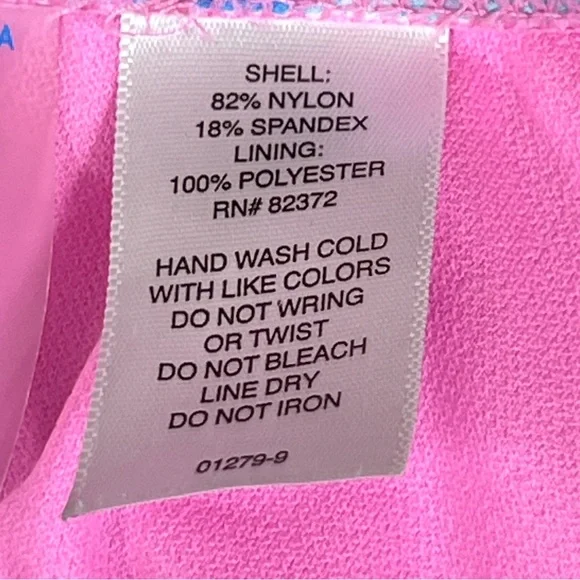 A
SHELL:
82% NYLON
18% SPANDEX
LINING:
100% POLYESTER
RN# 82372
HAND WASH COLD
WITH LIKE COLORS
DO NOT WRING
OR TWIST
DO NOT BLEACH
LINE DRY
DO NOT IRON
01279-9